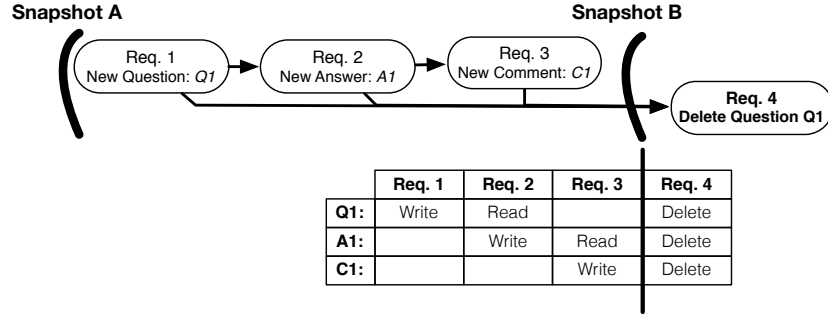 Snapshot A
Snapshot B
Req. 1
New Question: Q1
Req. 2
New Answer: A1
Req. 3
New Comment: C1
Req. 4
Delete Question Q1
Req. 1 Req. 2 Req. 3 Req. 4
Q1: Write Read Delete
A1: Write Read Delete
C1: Write Delete